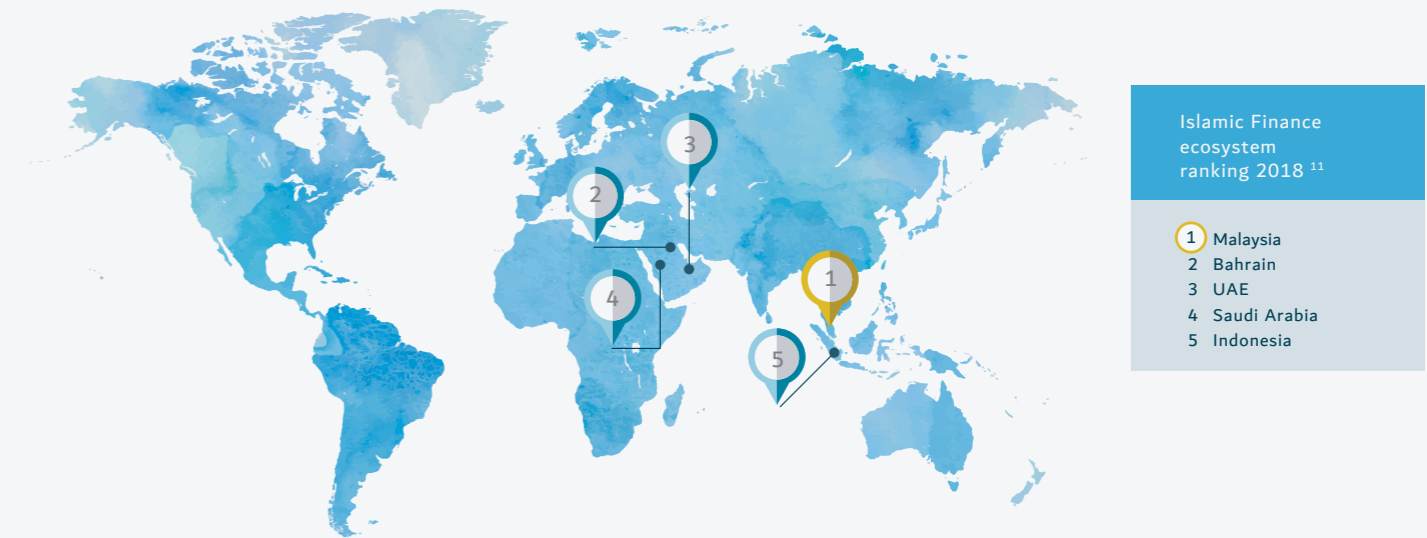 3
2
1
4
5
Islamic Finance
ecosystem
ranking 2018 11
1 Malaysia
2 Bahrain
3 UAE
4 Saudi Arabia
5 Indonesia